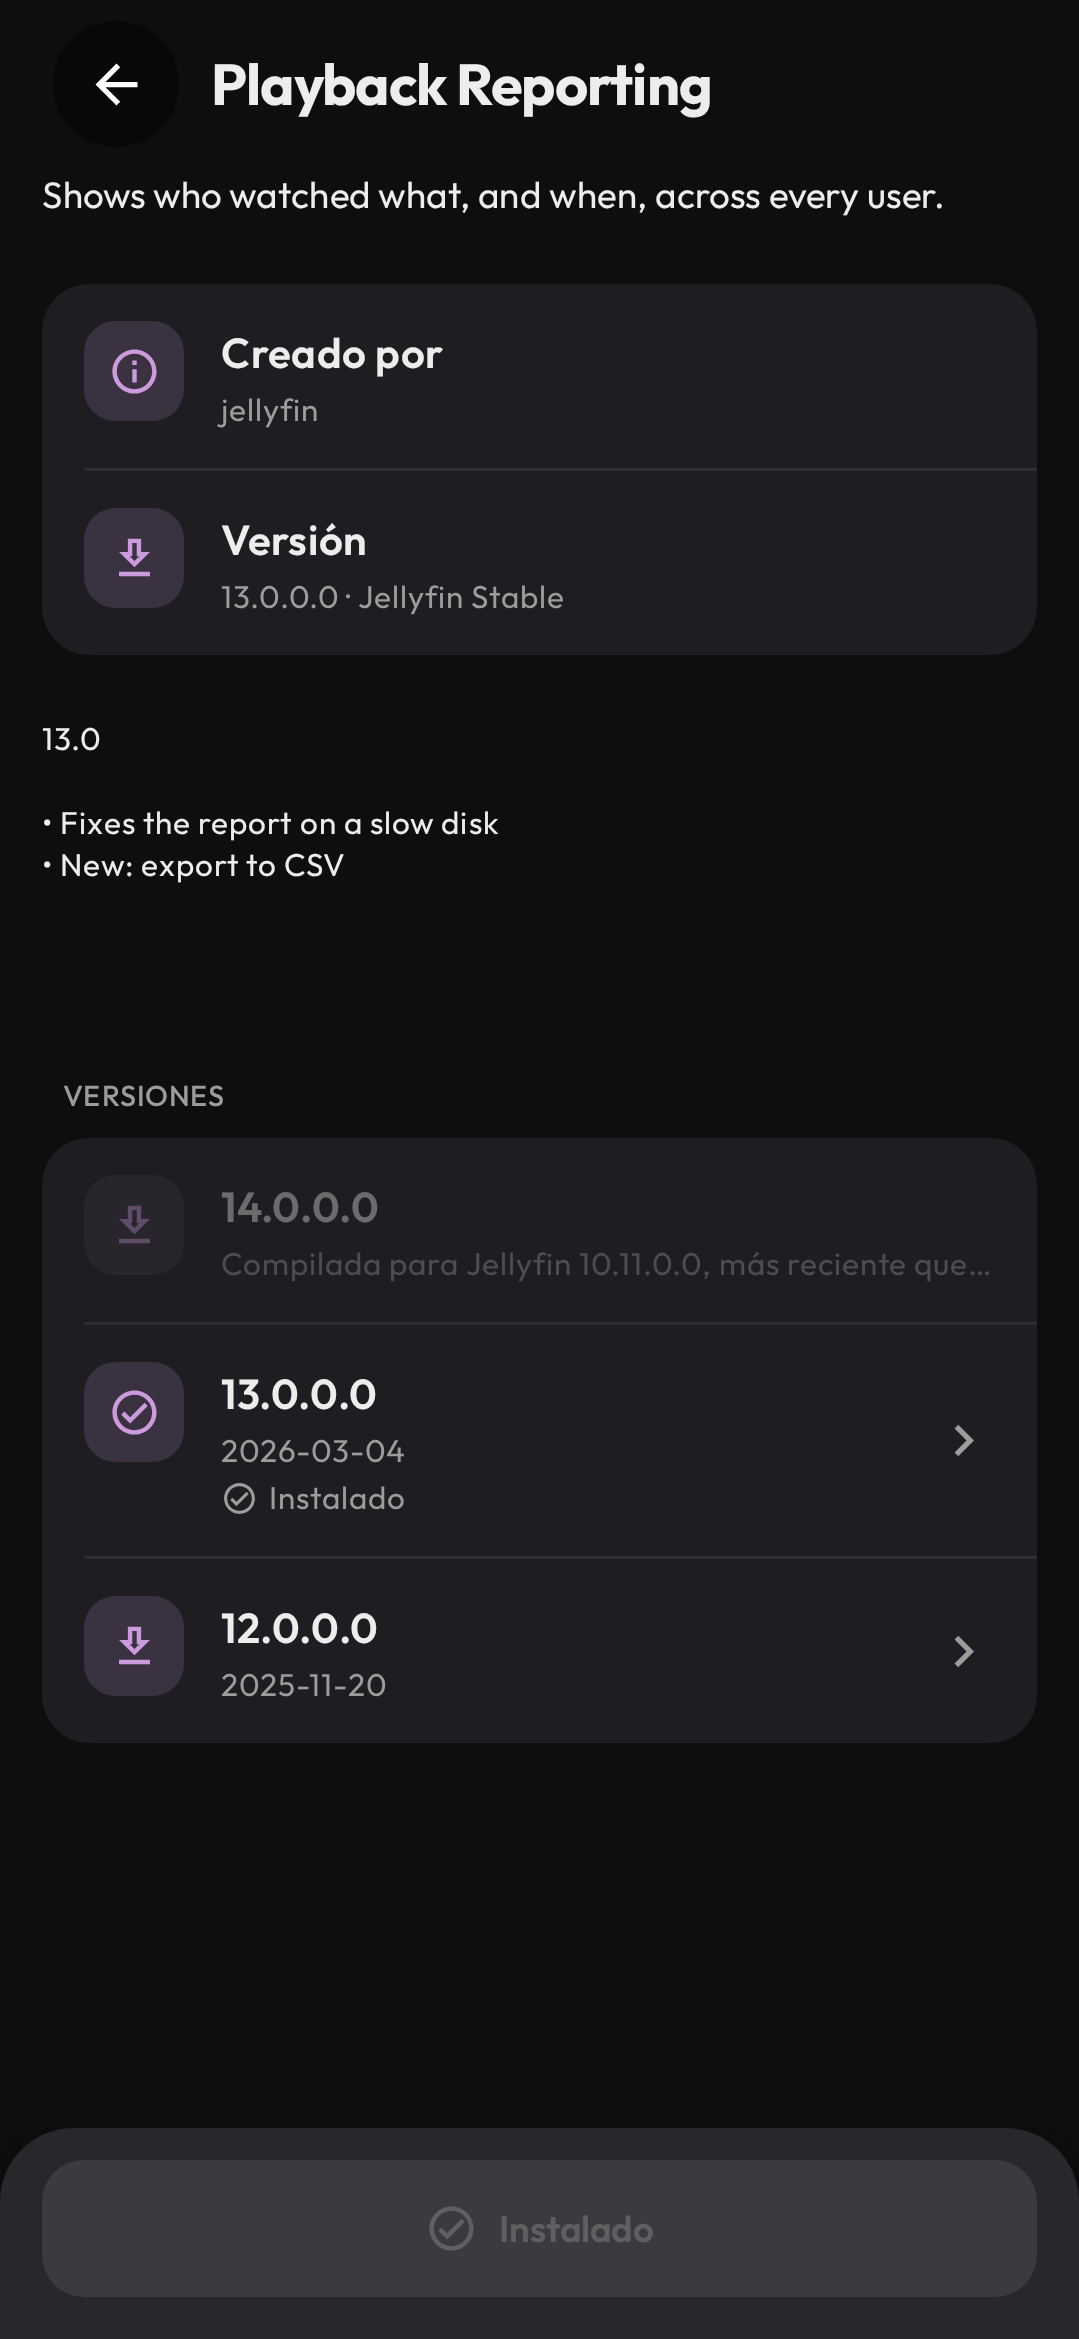 Playback Reporting
Shows who watched what, and when, across every user.
Creado por
jellyfin
Versión
13.0.0.0 · Jellyfin Stable
13.0
• Fixes the report on a slow disk
• New: export to CSV
VERSIONES
14.0.0.0
Compilada para Jellyfin 10.11.0.0, más reciente que…
13.0.0.0
2026-03-04
Instalado
12.0.0.0
2025-11-20
Instalado